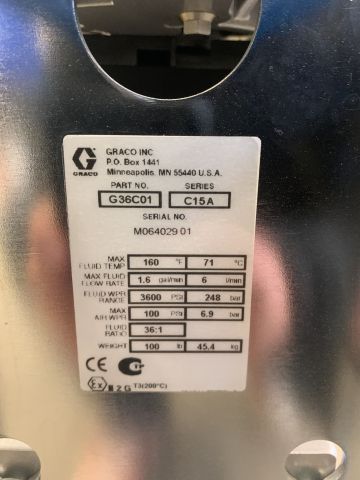 GRACO INC
P.O. Box 1441
Minneapolis, MN 55440 U.S.A.
GRACO
PART NO. SERIES
G36C01 C15A
SERIAL NO.
M064029 01
MAX FLUID TEMP 160 °F 71 °C
MAX FLUID FLOW RATE 1.6 gal/min 6 l/min
FLUID WPR RANGE 3600 PSI 248 bar
MAX AIR WPR 100 PSI 6.9 bar
FLUID RATIO 36:1
WEIGHT 100 lb 45.4 kg
CE
Ex II 2 G T3(200°C)